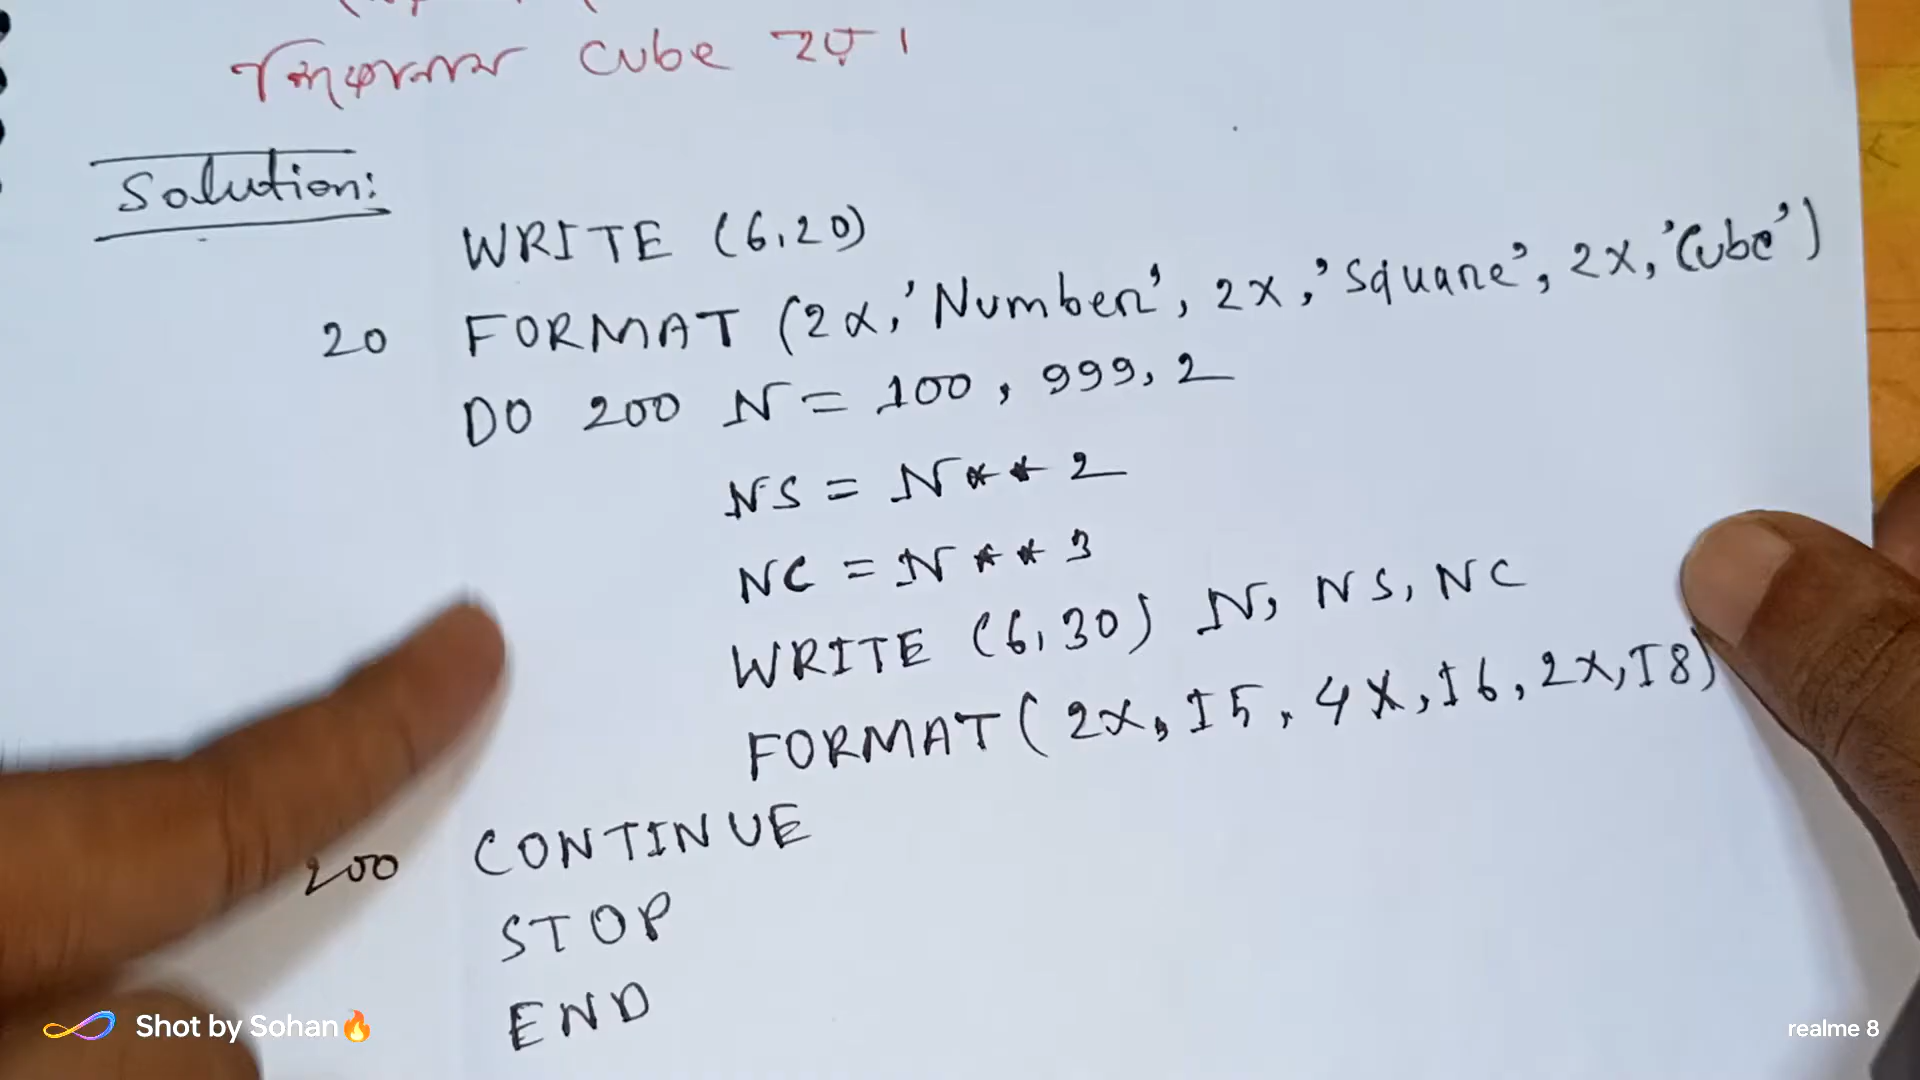 Cube
Solution:
WRITE (6,20)
20 FORMAT (2X,'Number', 2X,'Square', 2X,'Cube')
DO 200 N = 100, 999, 2
NS = N**2
NC = N**3
WRITE (6,30) N, NS, NC
FORMAT(2X, I5, 4X, I6, 2X, I8)
200 CONTINUE
STOP
END
Shot by Sohan🔥
realme 8